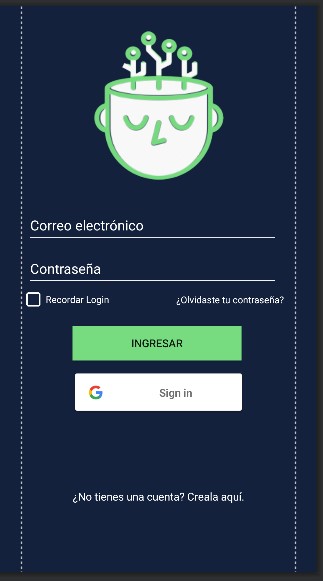 Correo electrónico
Contraseña
Recordar Login ¿Olvidaste tu contraseña?
INGRESAR
Sign in
¿No tienes una cuenta? Creala aquí.